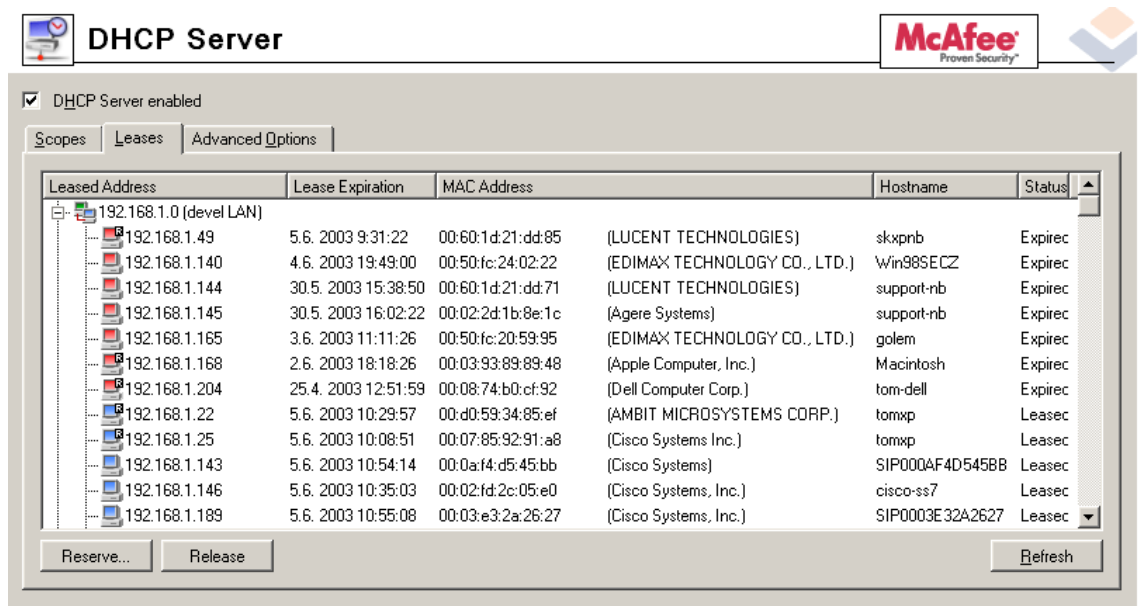 DHCP Server
McAfee
Proven Security™
DHCP Server enabled
Scopes Leases Advanced Options
Leased Address Lease Expiration MAC Address Hostname Status
192.168.1.0 (devel LAN)
R 192.168.1.49 5.6. 2003 9:31:22 00:60:1d:21:dd:85 (LUCENT TECHNOLOGIES) skxpnb Expirec
192.168.1.140 4.6. 2003 19:49:00 00:50:fc:24:02:22 (EDIMAX TECHNOLOGY CO., LTD.) Win98SECZ Expirec
192.168.1.144 30.5. 2003 15:38:50 00:60:1d:21:dd:71 (LUCENT TECHNOLOGIES) support-nb Expirec
192.168.1.145 30.5. 2003 16:02:22 00:02:2d:1b:8e:1c (Agere Systems) support-nb Expirec
192.168.1.165 3.6. 2003 11:11:26 00:50:fc:20:59:95 (EDIMAX TECHNOLOGY CO., LTD.) golem Expirec
R 192.168.1.168 2.6. 2003 18:18:26 00:03:93:89:89:48 (Apple Computer, Inc.) Macintosh Expirec
R 192.168.1.204 25.4. 2003 12:51:59 00:08:74:b0:cf:92 (Dell Computer Corp.) tom-dell Expirec
R 192.168.1.22 5.6. 2003 10:29:57 00:d0:59:34:85:ef (AMBIT MICROSYSTEMS CORP.) tomxp Leasec
R 192.168.1.25 5.6. 2003 10:08:51 00:07:85:92:91:a8 (Cisco Systems Inc.) tomxp Leasec
192.168.1.143 5.6. 2003 10:54:14 00:0a:f4:d5:45:bb (Cisco Systems) SIP000AF4D545BB Leasec
192.168.1.146 5.6. 2003 10:35:03 00:02:fd:2c:05:e0 (Cisco Systems, Inc.) cisco-ss7 Leasec
192.168.1.189 5.6. 2003 10:55:08 00:03:e3:2a:26:27 (Cisco Systems, Inc.) SIP0003E32A2627 Leasec
Reserve... Release Refresh